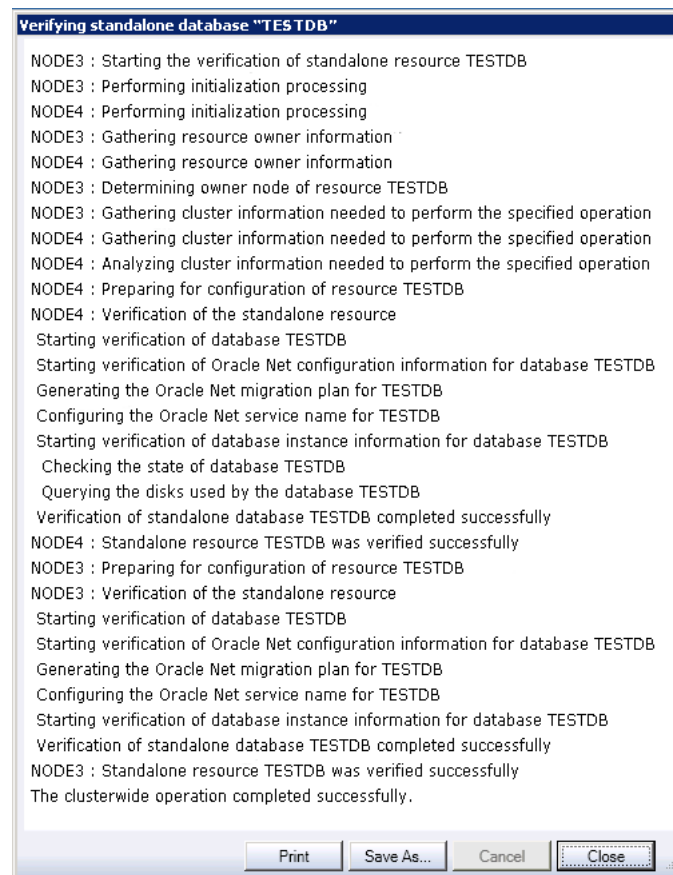 Verifying standalone database "TESTDB"
NODE3 : Starting the verification of standalone resource TESTDB
NODE3 : Performing initialization processing
NODE4 : Performing initialization processing
NODE3 : Gathering resource owner information
NODE4 : Gathering resource owner information
NODE3 : Determining owner node of resource TESTDB
NODE3 : Gathering cluster information needed to perform the specified operation
NODE4 : Gathering cluster information needed to perform the specified operation
NODE4 : Analyzing cluster information needed to perform the specified operation
NODE4 : Preparing for configuration of resource TESTDB
NODE4 : Verification of the standalone resource
Starting verification of database TESTDB
Starting verification of Oracle Net configuration information for database TESTDB
Generating the Oracle Net migration plan for TESTDB
Configuring the Oracle Net service name for TESTDB
Starting verification of database instance information for database TESTDB
Checking the state of database TESTDB
Querying the disks used by the database TESTDB
Verification of standalone database TESTDB completed successfully
NODE4 : Standalone resource TESTDB was verified successfully
NODE3 : Preparing for configuration of resource TESTDB
NODE3 : Verification of the standalone resource
Starting verification of database TESTDB
Starting verification of Oracle Net configuration information for database TESTDB
Generating the Oracle Net migration plan for TESTDB
Configuring the Oracle Net service name for TESTDB
Starting verification of database instance information for database TESTDB
Verification of standalone database TESTDB completed successfully
NODE3 : Standalone resource TESTDB was verified successfully
The clusterwide operation completed successfully.
Print Save As... Cancel Close